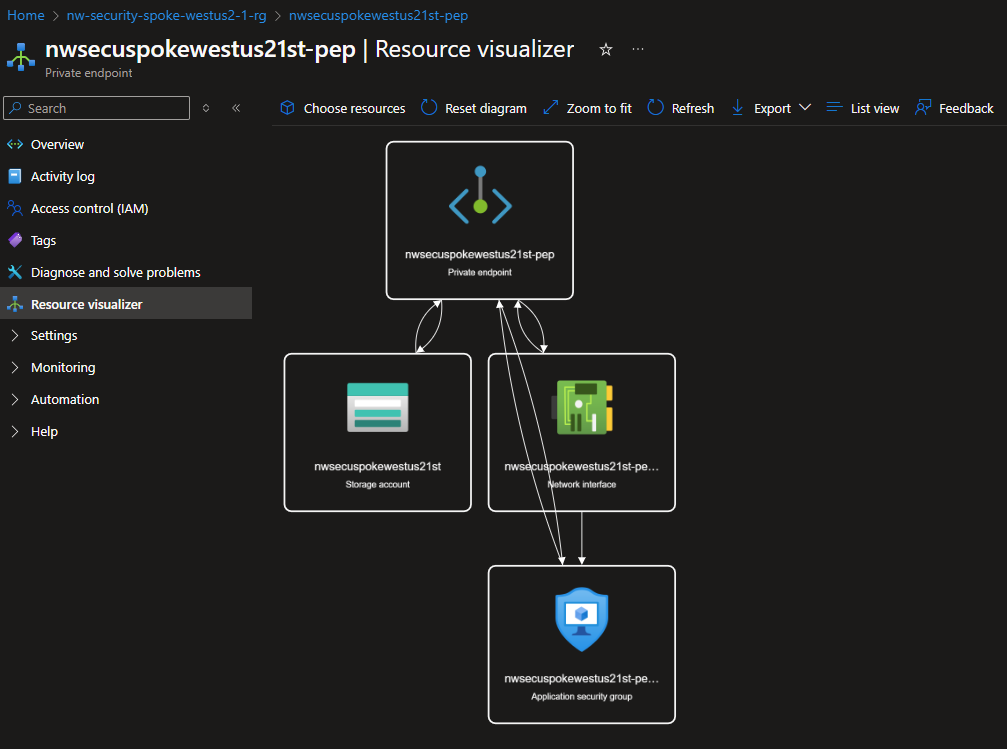 Home > nw-security-spoke-westus2-1-rg > nwsecuspokewestus21st-pep
nwsecuspokewestus21st-pep | Resource visualizer
Private endpoint
Search
Choose resources Reset diagram Zoom to fit Refresh Export List view Feedback
Overview
Activity log
Access control (IAM)
Tags
Diagnose and solve problems
Resource visualizer
Settings
Monitoring
Automation
Help
nwsecuspokewestus21st-pep
Private endpoint
nwsecuspokewestus21st
Storage account
nwsecuspokewestus21st-pe...
Network interface
nwsecuspokewestus21st-pe...
Application security group